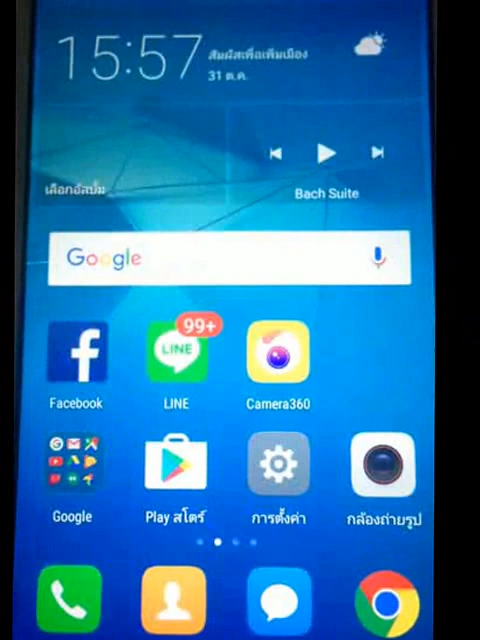 15:57
สัมผัสเพื่อเพิ่มเมือง
31 ต.ค.
เลือกอัลบั้ม
Bach Suite
Google
99+
LINE
Facebook
LINE
Camera360
G
Google
Play สโตร์
การตั้งค่า
กล้องถ่ายรูป